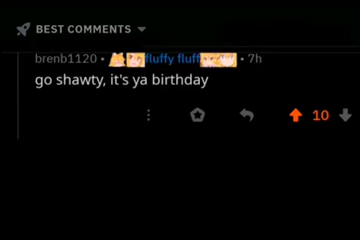 BEST COMMENTS
brenb1120 • fluffy fluff • 7h
go shawty, it's ya birthday
10